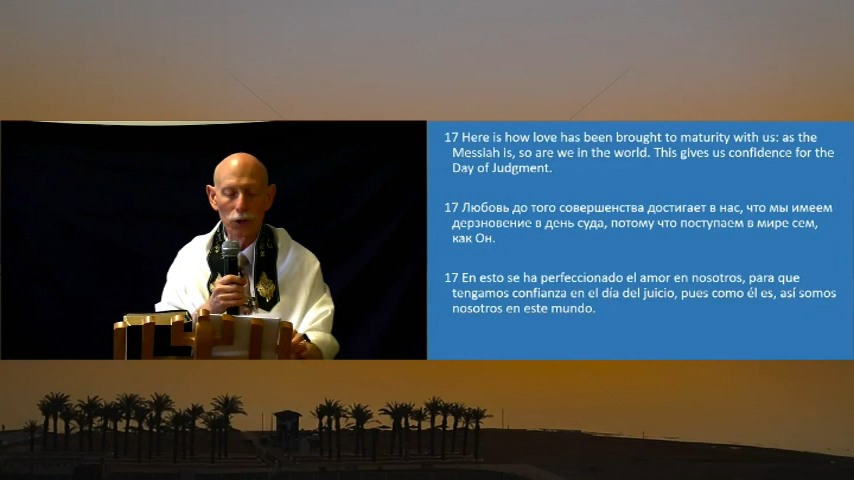 17 Here is how love has been brought to maturity with us: as the
Messiah is, so are we in the world. This gives us confidence for the
Day of Judgment.
17 Любовь до того совершенства достигает в нас, что мы имеем
дерзновение в день суда, потому что поступаем в мире сем,
как Он.
17 En esto se ha perfeccionado el amor en nosotros, para que
tengamos confianza en el día del juicio, pues como él es, así somos
nosotros en este mundo.